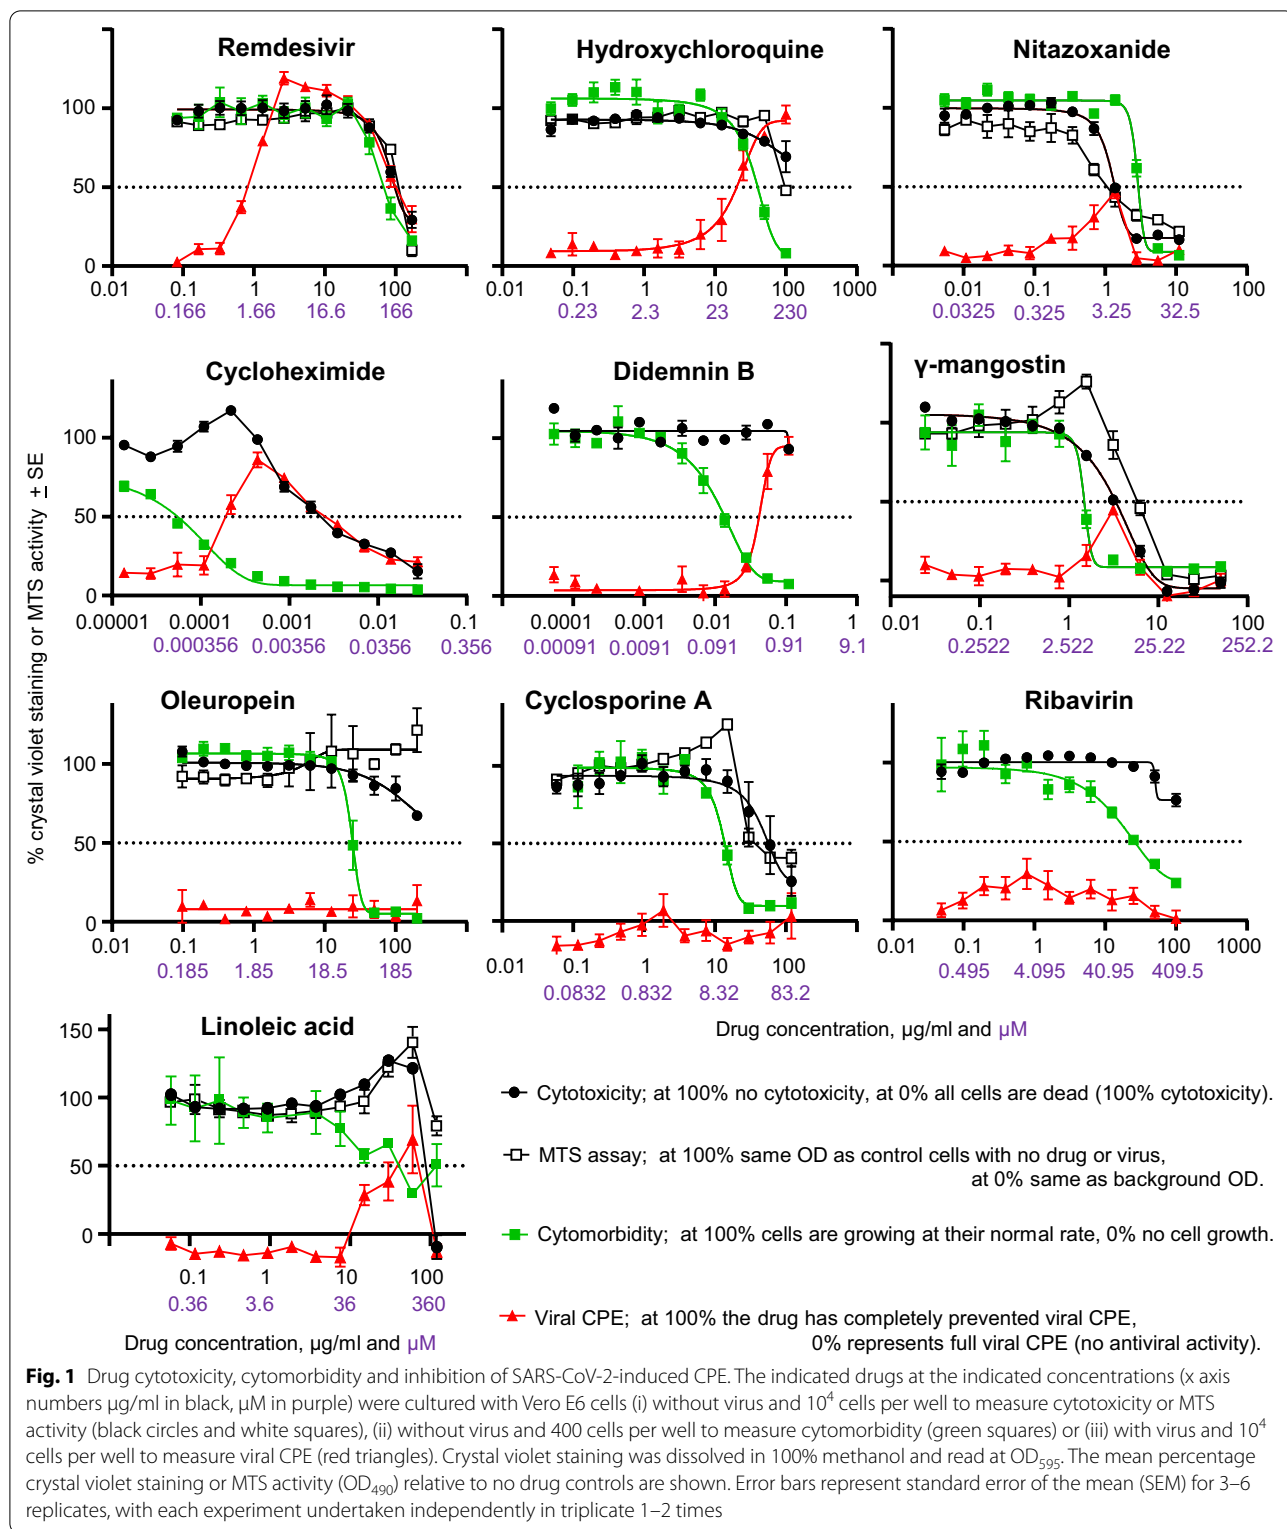 Remdesivir
100
50
0
0.01 0.1 1 10 100 1000
0.166 1.66 16.6 166
Hydroxychloroquine
0.01 0.1 1 10 100 1000
0.23 2.3 23 230
Nitazoxanide
0.01 0.1 1 10 100
0.0325 0.325 3.25 32.5
% crystal violet staining or MTS activity ± SE
Cycloheximide
100
50
0
0.00001 0.0001 0.001 0.01 0.1
0.000356 0.00356 0.0356 0.356
Didemnin B
0.0001 0.001 0.01 0.1 1
0.00091 0.0091 0.091 0.91 9.1
γ-mangostin
0.01 0.1 1 10 100
0.2522 2.522 25.22 252.2
Oleuropein
100
50
0
0.01 0.1 1 10 100
0.185 1.85 18.5 185
Cyclosporine A
0.01 0.1 1 10 100
0.0832 0.832 8.32 83.2
Ribavirin
0.01 0.1 1 10 100 1000
0.495 4.095 40.95 409.5
Drug concentration, µg/ml and µM
Linoleic acid
150
100
50
0
0.1 1 10 100
0.36 3.6 36 360
Drug concentration, µg/ml and µM
Cytotoxicity; at 100% no cytotoxicity, at 0% all cells are dead (100% cytotoxicity).
MTS assay; at 100% same OD as control cells with no drug or virus,
at 0% same as background OD.
Cytomorbidity; at 100% cells are growing at their normal rate, 0% no cell growth.
Viral CPE; at 100% the drug has completely prevented viral CPE,
0% represents full viral CPE (no antiviral activity).
Fig. 1 Drug cytotoxicity, cytomorbidity and inhibition of SARS-CoV-2-induced CPE. The indicated drugs at the indicated concentrations (x axis
numbers µg/ml in black, µM in purple) were cultured with Vero E6 cells (i) without virus and 10⁴ cells per well to measure cytotoxicity or MTS
activity (black circles and white squares), (ii) without virus and 400 cells per well to measure cytomorbidity (green squares) or (iii) with virus and 10⁴
cells per well to measure viral CPE (red triangles). Crystal violet staining was dissolved in 100% methanol and read at OD₅₉₅. The mean percentage
crystal violet staining or MTS activity (OD₄₉₀) relative to no drug controls are shown. Error bars represent standard error of the mean (SEM) for 3–6
replicates, with each experiment undertaken independently in triplicate 1–2 times